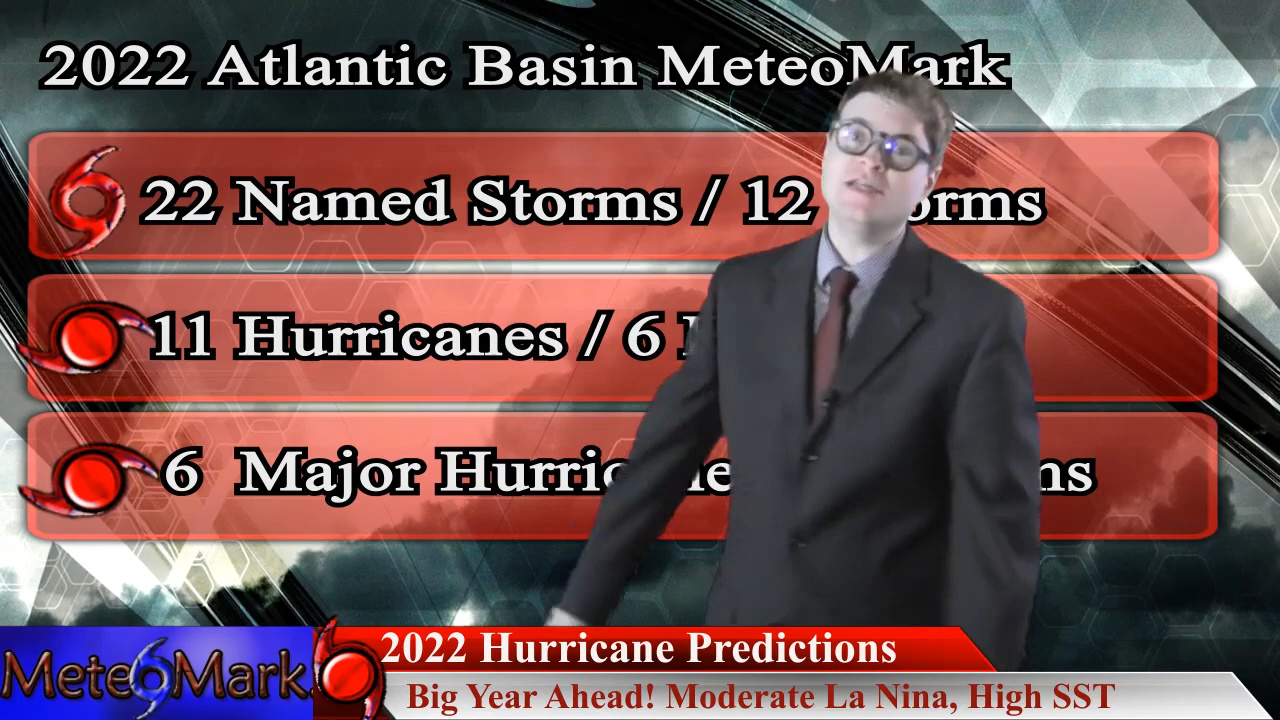 2022 Atlantic Basin MeteoMark
22 Named Storms / 12
11 Hurricanes / 6
6 Major
2022 Hurricane Predictions
MeteoMark
Big Year Ahead! Moderate La Nina, High SST